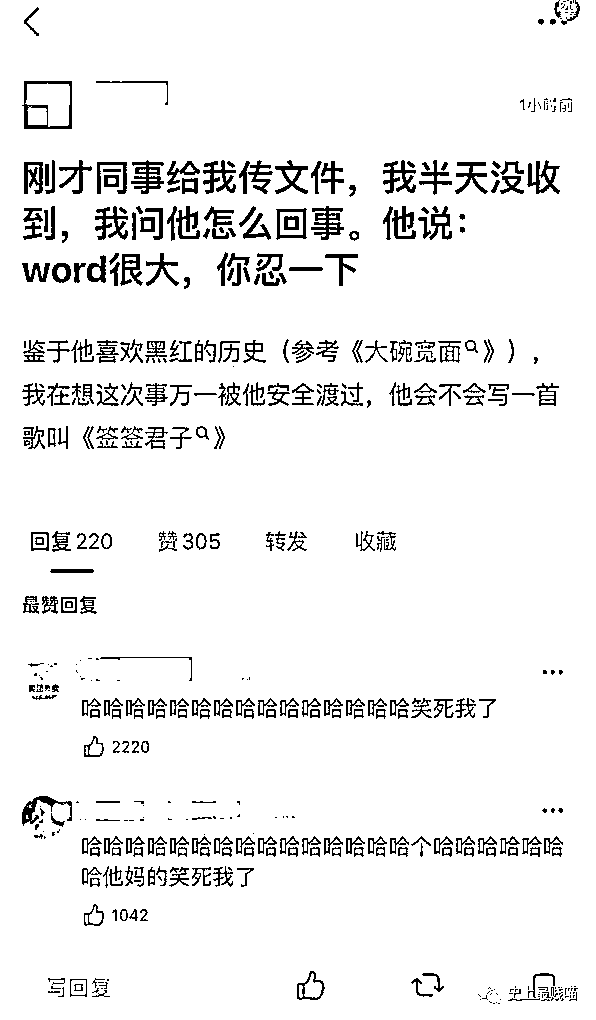 1小时前
刚才同事给我传文件，我半天没收
到，我问他怎么回事。他说：
word很大，你忍一下
鉴于他喜欢黑红的历史（参考《大碗宽面》），
我在想这次事万一被他安全渡过，他会不会写一首
歌叫《签签君子》
回复 220 赞 305 转发 收藏
最赞回复
哈哈哈哈哈哈哈哈哈哈哈哈哈哈哈笑死我了
2220
哈哈哈哈哈哈哈哈哈哈哈哈哈哈哈个哈哈哈哈哈哈
哈他妈的笑死我了
1042
写回复
史上最贱喵